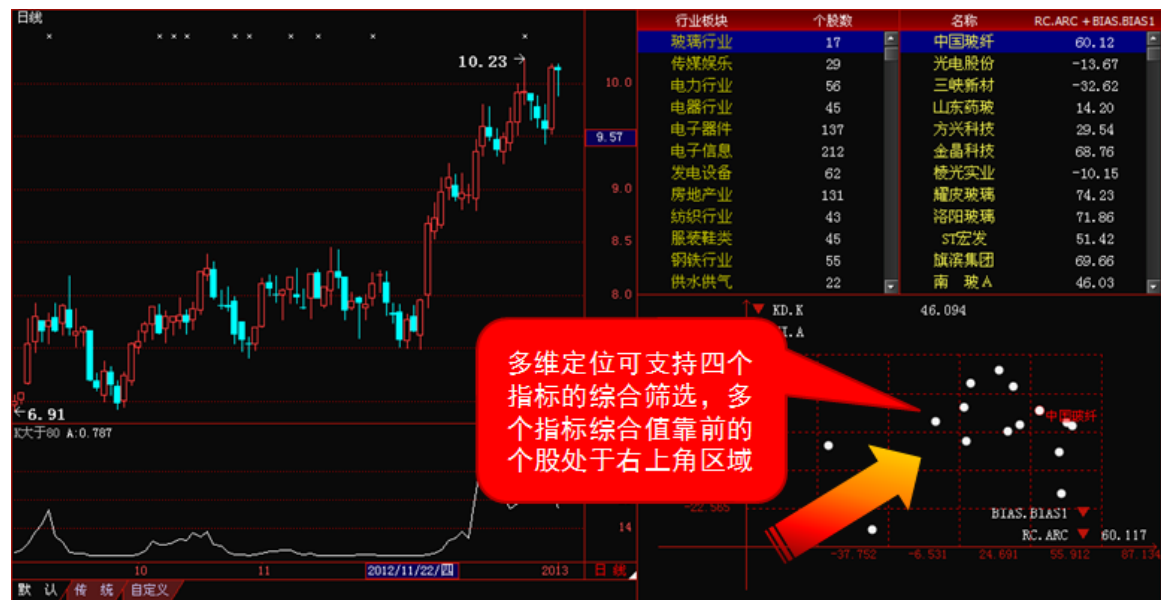 日线
10.23
10.0
9.57
9.0
8.5
8.0
6.91
K大于80 A:0.787
14
10 11 2012/11/22/四 2013 日线
默 认 传 统 自定义
行业板块 个股数
玻璃行业 17
传媒娱乐 29
电力行业 56
电器行业 45
电子器件 137
电子信息 212
发电设备 62
房地产业 131
纺织行业 43
服装鞋类 45
钢铁行业 55
供水供气 22
名称 RC.ARC + BIAS.BIAS1
中国玻纤 60.12
光电股份 -13.67
三峡新材 -32.62
山东药玻 14.20
方兴科技 29.54
金晶科技 68.76
棱光实业 -10.15
耀皮玻璃 74.23
洛阳玻璃 71.86
ST宏发 51.42
旗滨集团 69.66
南 玻A 46.03
KD.K 46.094
多维定位可支持四个
指标的综合筛选，多
个指标综合值靠前的
个股处于右上角区域
中国玻纤
-22.565
BIAS.BIAS1
RC.ARC 60.117
-37.752 -6.531 24.691 55.912 87.134